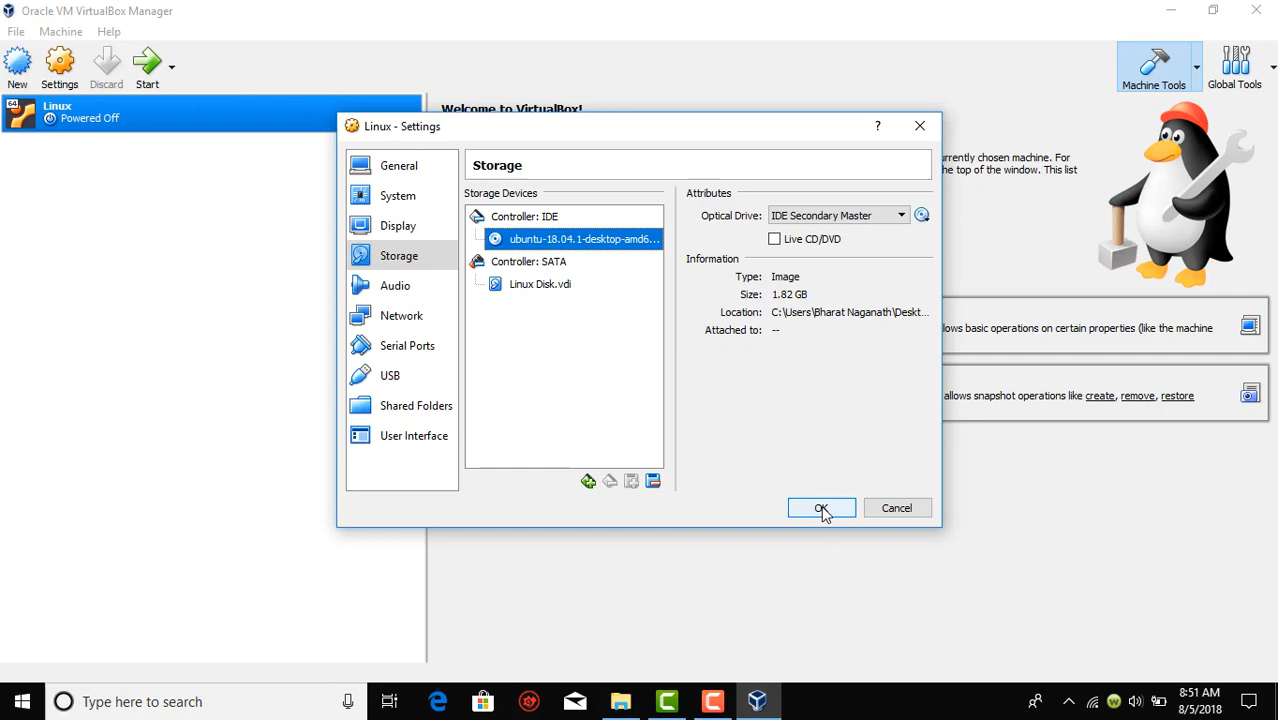 Oracle VM VirtualBox Manager
File Machine Help
New Settings Discard Start
Machine Tools Global Tools
64
Linux
Powered Off
Welcome to VirtualBox!
urrently chosen machine. For
the top of the window. This list
lows basic operations on certain properties (like the machine
allows snapshot operations like create, remove, restore
Linux - Settings
?
General
System
Display
Storage
Audio
Network
Serial Ports
USB
Shared Folders
User Interface
Storage
Storage Devices
Controller: IDE
ubuntu-18.04.1-desktop-amd6...
Controller: SATA
Linux Disk.vdi
Attributes
Optical Drive: IDE Secondary Master
Live CD/DVD
Information
Type: Image
Size: 1.82 GB
Location: C:\Users\Bharat Naganath\Deskt...
Attached to: --
OK Cancel
Type here to search
8:51 AM
8/5/2018